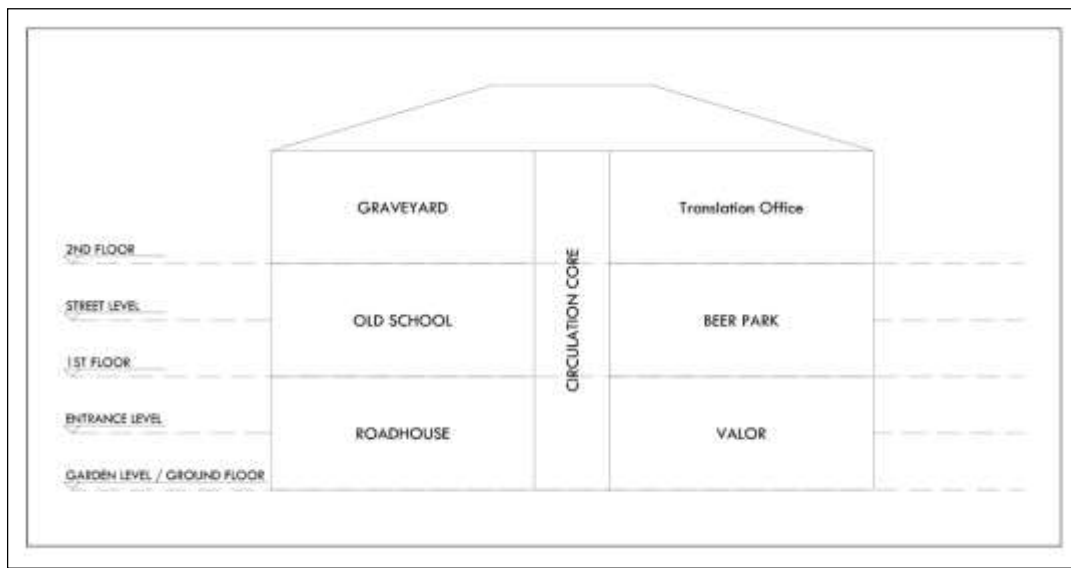 GRAVEYARD
Translation Office
2ND FLOOR
STREET LEVEL
OLD SCHOOL
BEER PARK
CIRCULATION CORE
1ST FLOOR
ENTRANCE LEVEL
ROADHOUSE
VALOR
GARDEN LEVEL / GROUND FLOOR